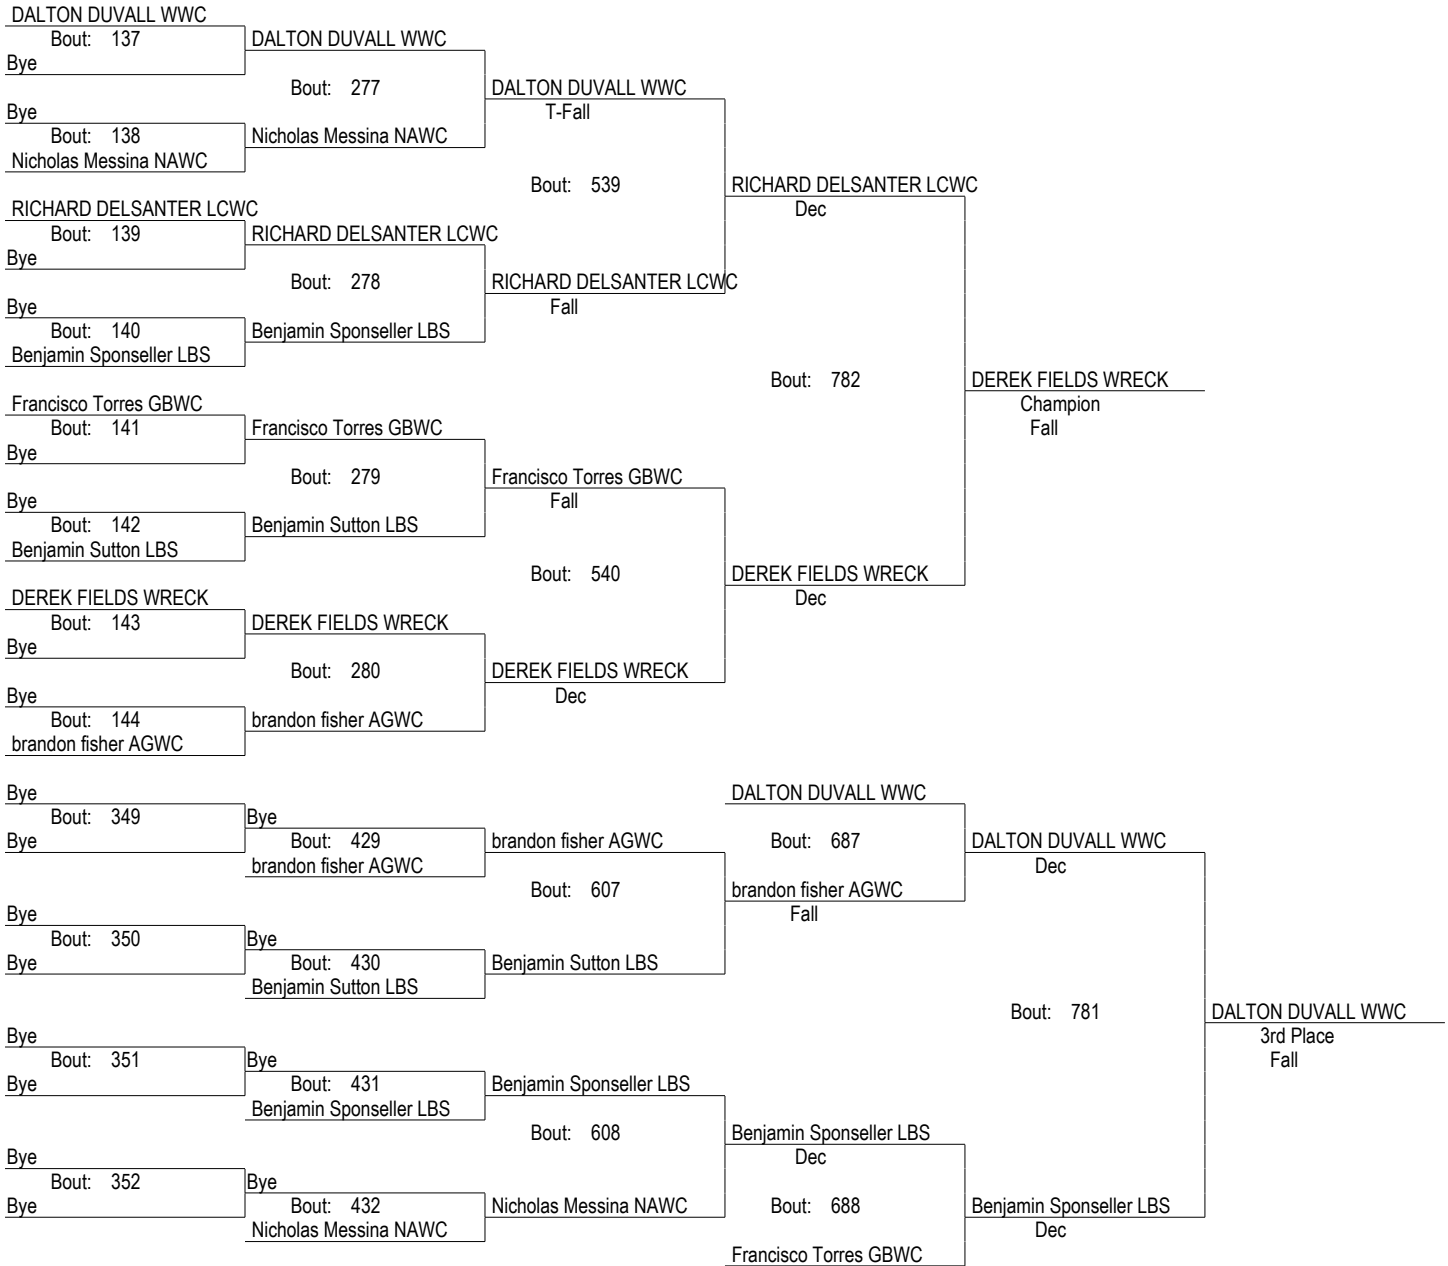 DALTON DUVALL WWC
Bout: 137 DALTON DUVALL WWC
Bye
Bout: 277 DALTON DUVALL WWC
Bye T-Fall
Bout: 138 Nicholas Messina NAWC
Nicholas Messina NAWC
Bout: 539 RICHARD DELSANTER LCWC
RICHARD DELSANTER LCWC Dec
Bout: 139 RICHARD DELSANTER LCWC
Bye
Bout: 278 RICHARD DELSANTER LCWC
Bye Fall
Bout: 140 Benjamin Sponseller LBS
Benjamin Sponseller LBS
Bout: 782 DEREK FIELDS WRECK
Francisco Torres GBWC Champion
Bout: 141 Francisco Torres GBWC Fall
Bye
Bout: 279 Francisco Torres GBWC
Bye Fall
Bout: 142 Benjamin Sutton LBS
Benjamin Sutton LBS
Bout: 540 DEREK FIELDS WRECK
DEREK FIELDS WRECK Dec
Bout: 143 DEREK FIELDS WRECK
Bye
Bout: 280 DEREK FIELDS WRECK
Bye Dec
Bout: 144 brandon fisher AGWC
brandon fisher AGWC
Bye DALTON DUVALL WWC
Bout: 349 Bye
Bye Bout: 429 brandon fisher AGWC Bout: 687 DALTON DUVALL WWC
brandon fisher AGWC Dec
Bout: 607 brandon fisher AGWC
Bye Fall
Bout: 350 Bye
Bye Bout: 430 Benjamin Sutton LBS
Benjamin Sutton LBS
Bout: 781 DALTON DUVALL WWC
Bye 3rd Place
Bout: 351 Bye Fall
Bye Bout: 431 Benjamin Sponseller LBS
Benjamin Sponseller LBS
Bout: 608 Benjamin Sponseller LBS
Bye Dec
Bout: 352 Bye
Bye Bout: 432 Nicholas Messina NAWC Bout: 688 Benjamin Sponseller LBS
Nicholas Messina NAWC Dec
Francisco Torres GBWC